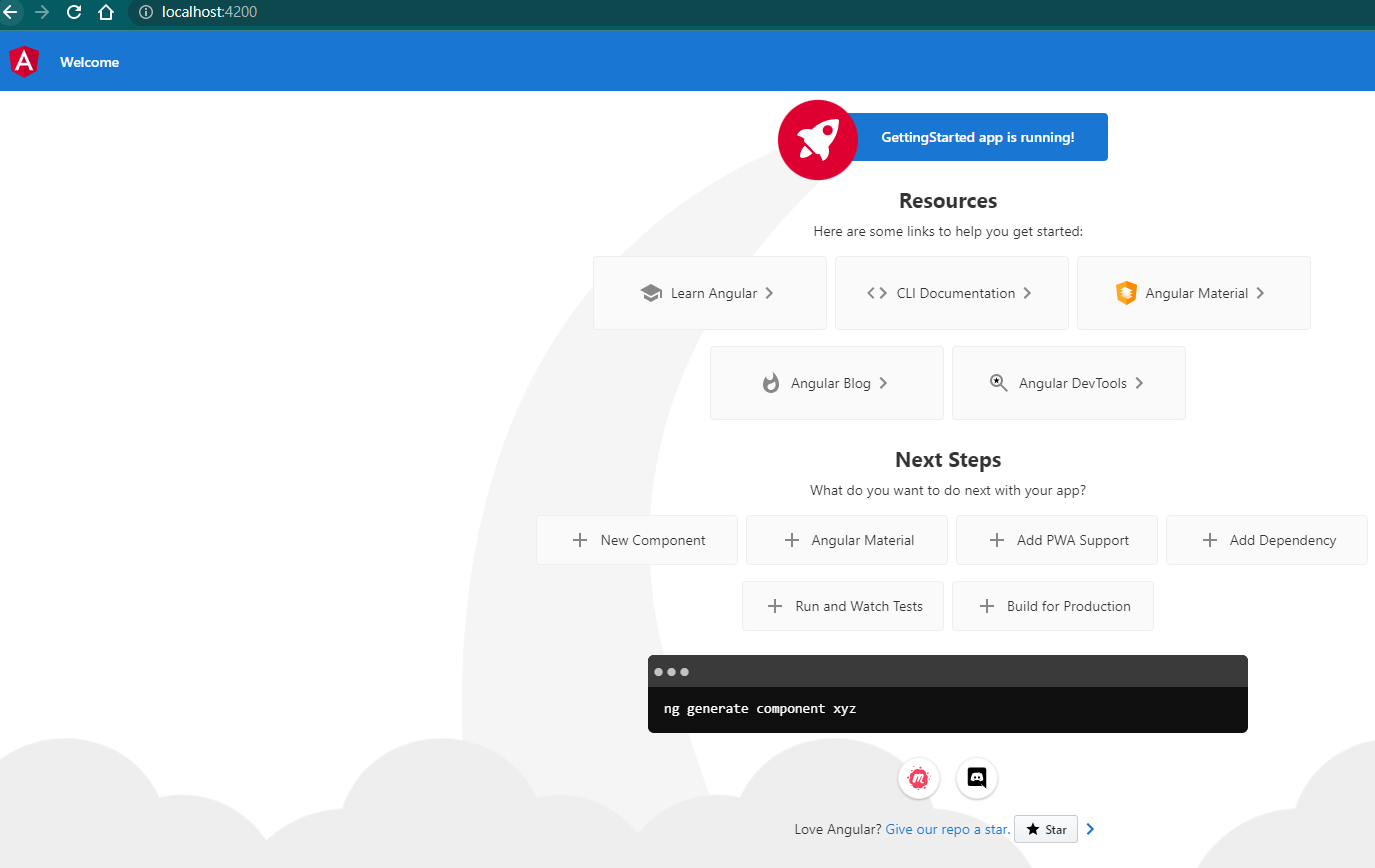 localhost:4200
Welcome
GettingStarted app is running!
Resources
Here are some links to help you get started:
Learn Angular
CLI Documentation
Angular Material
Angular Blog
Angular DevTools
Next Steps
What do you want to do next with your app?
New Component
Angular Material
Add PWA Support
Add Dependency
Run and Watch Tests
Build for Production
ng generate component xyz
Love Angular? Give our repo a star. Star